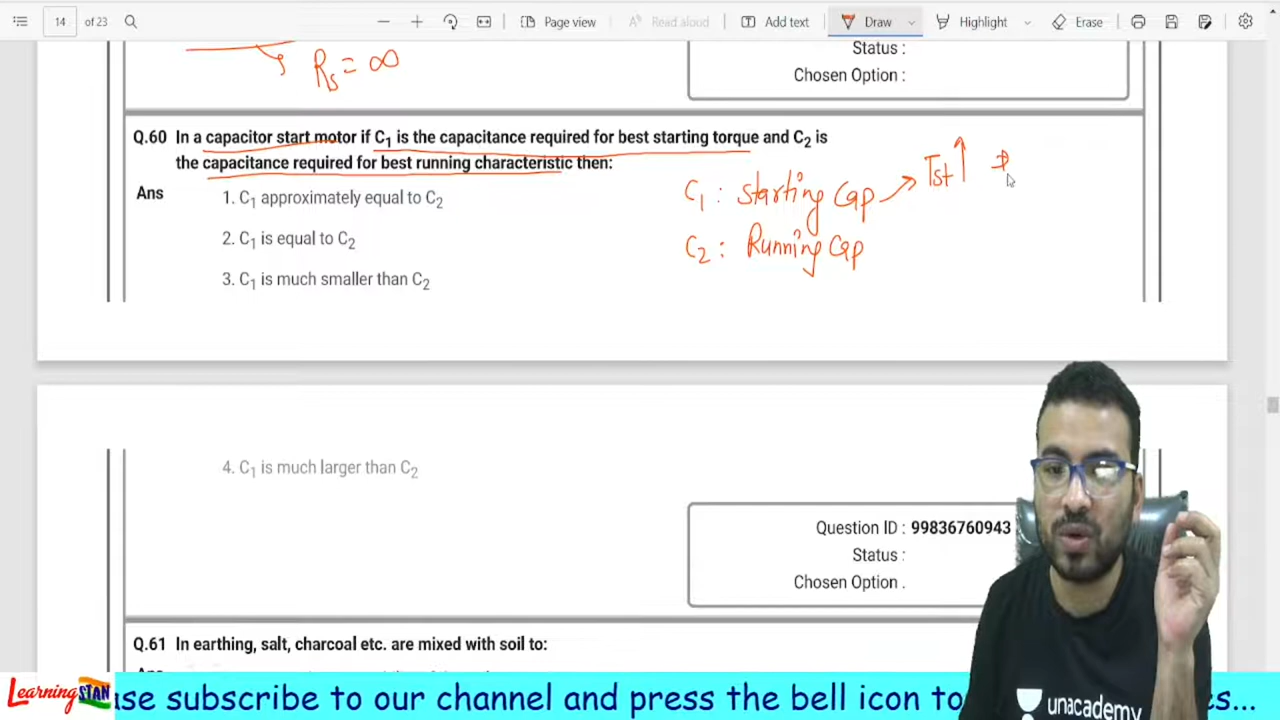 14 of 23
Page view
Read aloud
Add text
Draw
Highlight
Erase
Rs = ∞
Status :
Chosen Option :
Q.60 In a capacitor start motor if C1 is the capacitance required for best starting torque and C2 is
the capacitance required for best running characteristic then:
Ans
1. C1 approximately equal to C2
2. C1 is equal to C2
3. C1 is much smaller than C2
C1 : Starting Cap → Tst ↑
C2 : Running Cap
4. C1 is much larger than C2
Question ID : 99836760943
Status :
Chosen Option :
Q.61 In earthing, salt, charcoal etc. are mixed with soil to:
LearningSTAN
ase subscribe to our channel and press the bell icon to
es...
unacademy